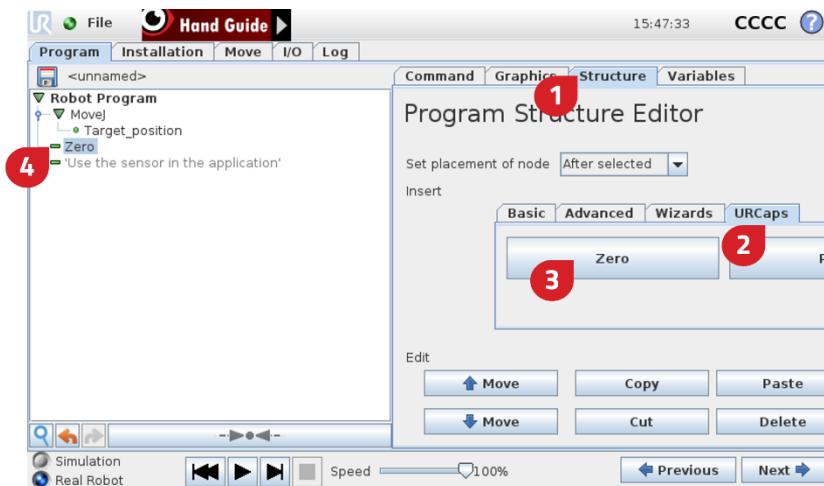 UR File Hand Guide 15:47:33 CCCC ?
Program Installation Move I/O Log
<unnamed>
Command Graphics Structure Variables
1
Robot Program
MoveJ
Target_position
Zero
'Use the sensor in the application'
4
Program Structure Editor
Set placement of node After selected
Insert
Basic Advanced Wizards URCaps
2
Zero
3
Edit
Move Copy Paste
Move Cut Delete
Simulation
Real Robot
Speed 100% Previous Next